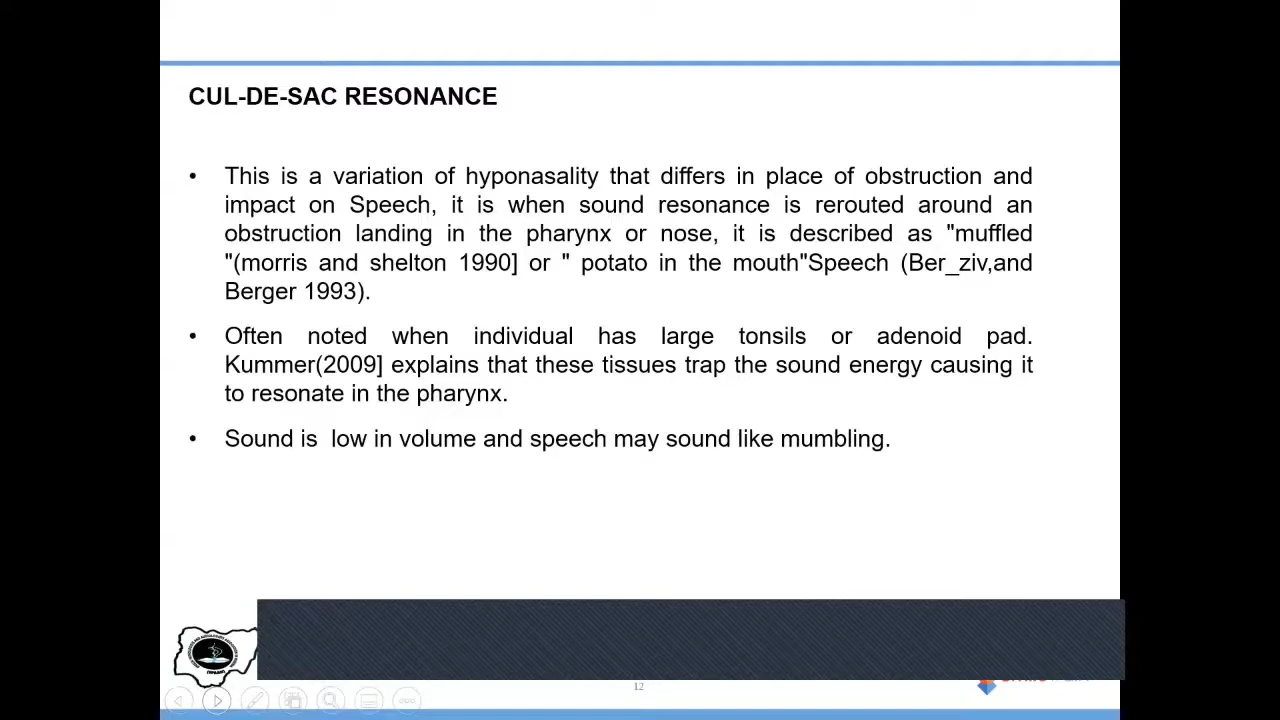 CUL-DE-SAC RESONANCE
• This is a variation of hyponasality that differs in place of obstruction and
impact on Speech, it is when sound resonance is rerouted around an
obstruction landing in the pharynx or nose, it is described as "muffled
"(morris and shelton 1990] or " potato in the mouth"Speech (Ber_ziv,and
Berger 1993).
• Often noted when individual has large tonsils or adenoid pad.
Kummer(2009] explains that these tissues trap the sound energy causing it
to resonate in the pharynx.
• Sound is  low in volume and speech may sound like mumbling.
12